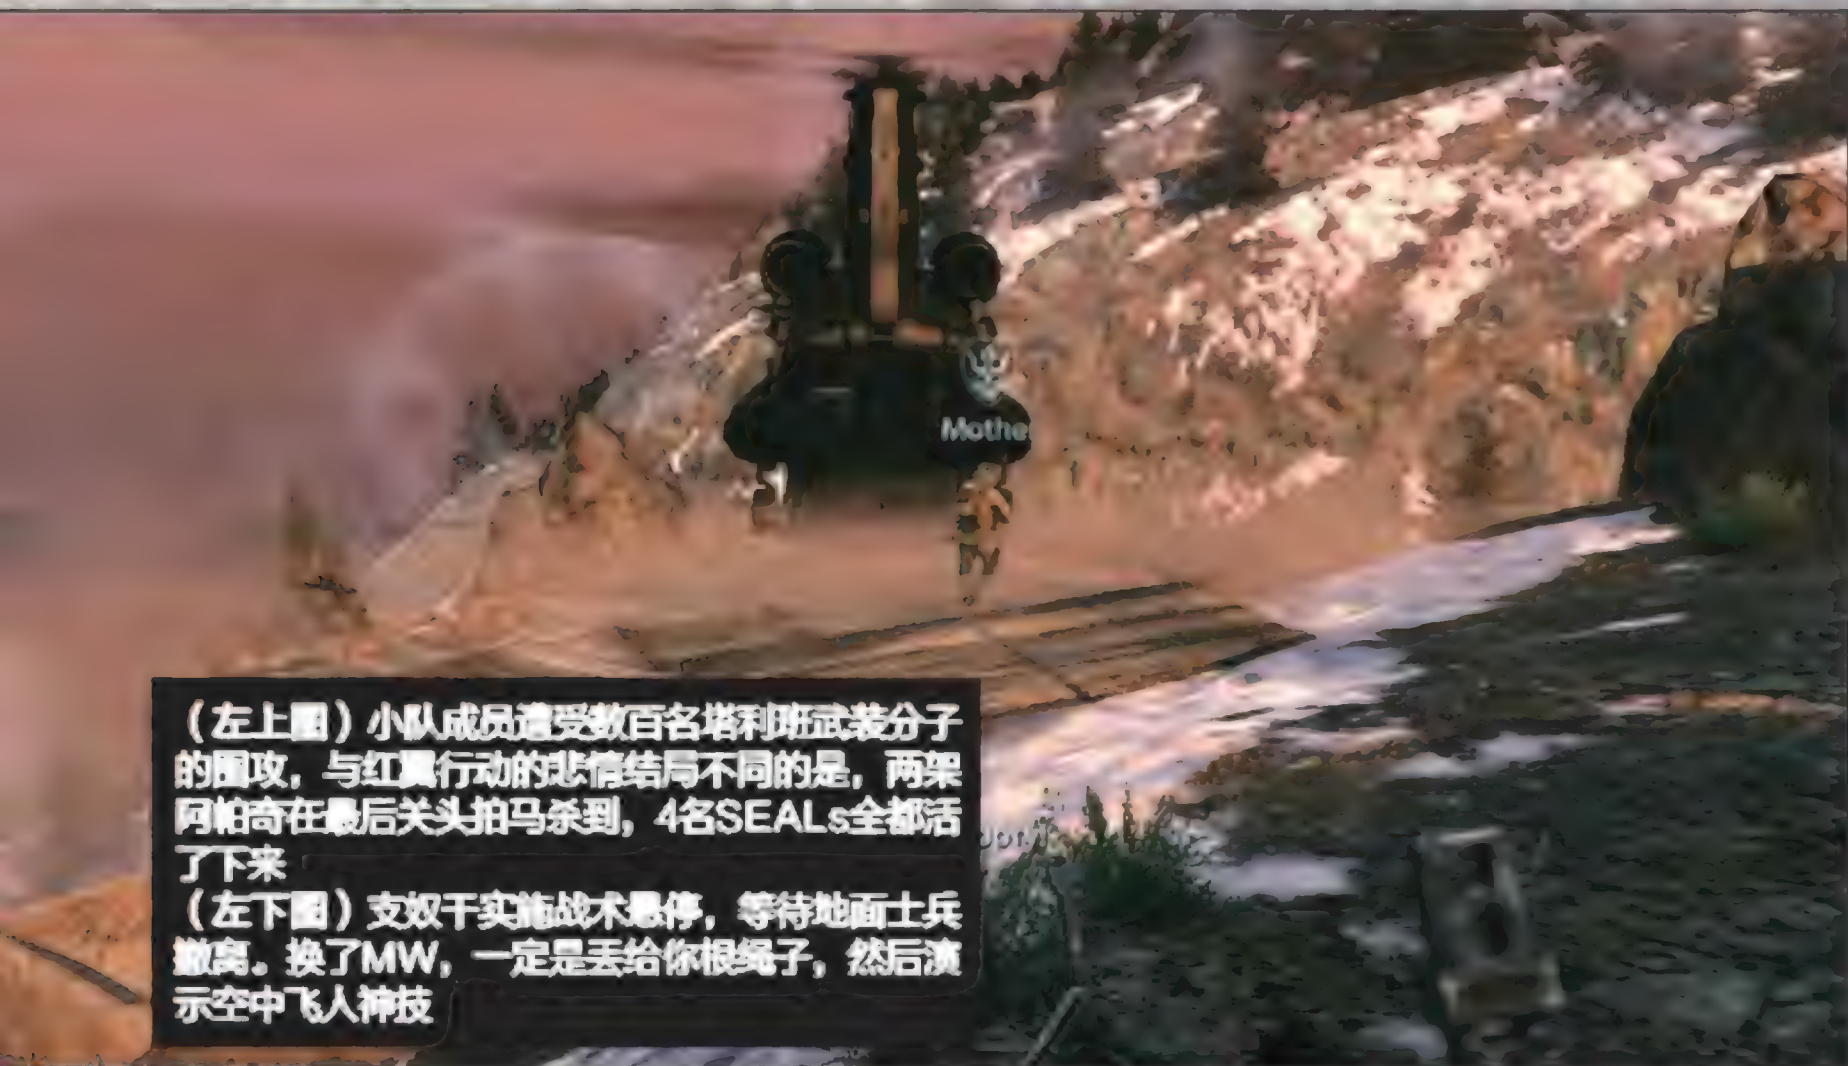 Mothe
（左上图）小队成员遭受数百名塔利班武装分子
的围攻，与红翼行动的悲情结局不同的是，两架
阿帕奇在最后关头拍马杀到，4名SEALs全都活
了下来
（左下图）支奴干实施战术悬停，等待地面士兵
撤离。换了MW，一定是丢给你根绳子，然后演
示空中飞人神技